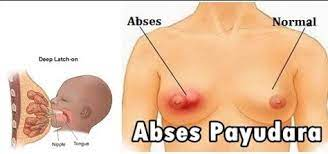 Deep Latch-on
Nipple
Tongue
Abses
Normal
Abses Payudara